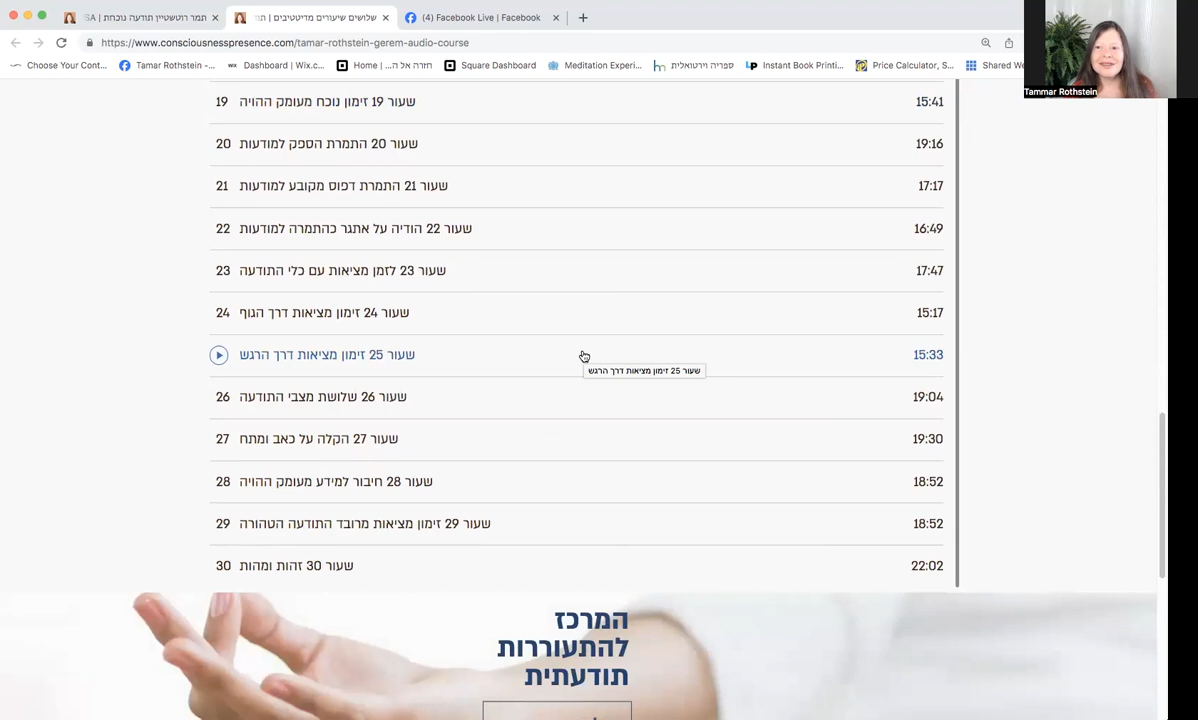 תמר רוטשטיין תודעה נוכחת | SA
שלושים שיעורים מדיטטיבים | תוו
(4) Facebook Live | Facebook
https://www.consciousnesspresence.com/tamar-rothstein-gerem-audio-course
Choose Your Cont...
Tamar Rothstein -...
Dashboard | Wix.c...
חזרה אל ה... | Home
Square Dashboard
Meditation Experi...
ספריה וירטואלית
Instant Book Printi...
Price Calculator, S...
Shared We
Tammar Rothstein
19 שעור 19 זימון נוכח מעומק ההויה 15:41
20 שעור 20 התמרת הספק למודעות 19:16
21 שעור 21 התמרת דפוס מקובע למודעות 17:17
22 שעור 22 הודיה על אתגר כהתמרה למודעות 16:49
23 שעור 23 לזמן מציאות עם כלי התודעה 17:47
24 שעור 24 זימון מציאות דרך הגוף 15:17
שעור 25 זימון מציאות דרך הרגש 15:33
שעור 25 זימון מציאות דרך הרגש
26 שעור 26 שלושת מצבי התודעה 19:04
27 שעור 27 הקלה על כאב ומתח 19:30
28 שעור 28 חיבור למידע מעומק ההויה 18:52
29 שעור 29 זימון מציאות מרובד התודעה הטהורה 18:52
30 שעור 30 זהות ומהות 22:02
המרכז
להתעוררות
תודעתית